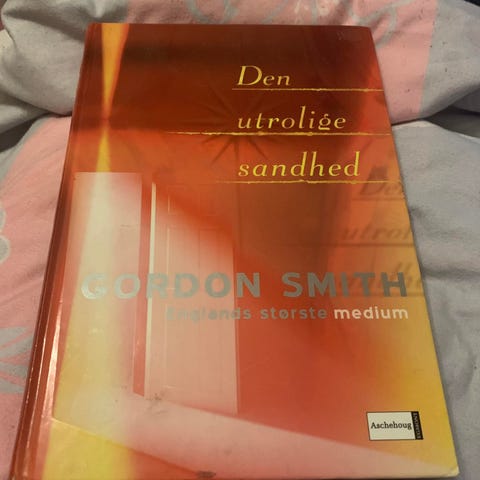 Den
utrolige
sandhed
GORDON SMITH
Englands største medium
Aschehoug